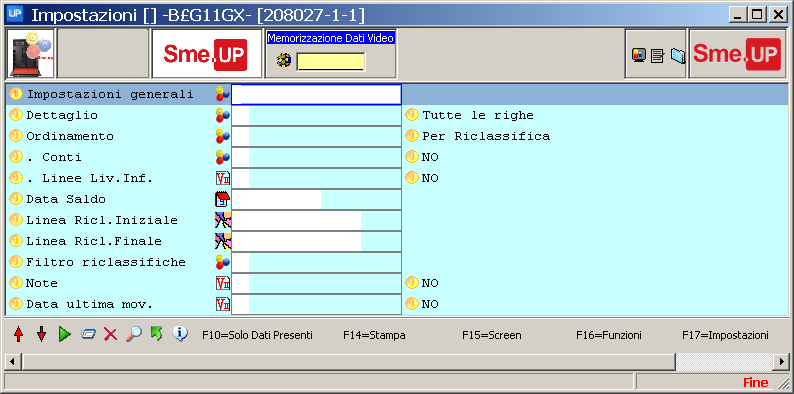 UP Impostazioni [] -B£G11GX- [208027-1-1]
Sme.UP
Memorizzazione Dati Video
Sme.UP
Impostazioni generali
Dettaglio Tutte le righe
Ordinamento Per Riclassifica
. Conti NO
. Linee Liv.Inf. NO
Data Saldo
Linea Ricl.Iniziale
Linea Ricl.Finale
Filtro riclassifiche
Note NO
Data ultima mov. NO
F10=Solo Dati Presenti F14=Stampa F15=Screen F16=Funzioni F17=Impostazioni
Fine